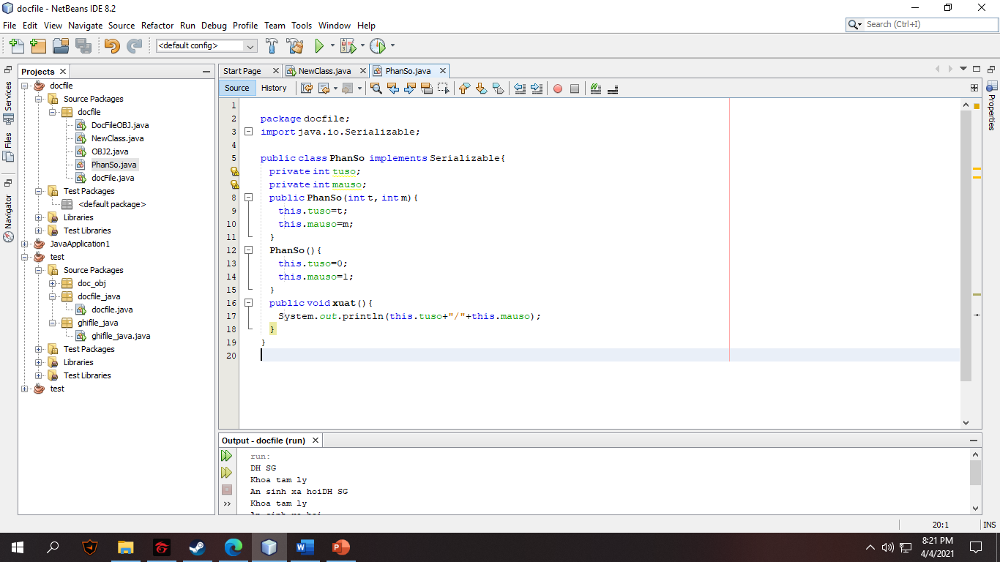 docfile - NetBeans IDE 8.2
File Edit View Navigate Source Refactor Run Debug Profile Team Tools Window Help
Search (Ctrl+I)
<default config>
Services
Files
Navigator
Projects
docfile
Source Packages
docfile
DocFileOBJ.java
NewClass.java
OBJ2.java
PhanSo.java
docFile.java
Test Packages
<default package>
Libraries
Test Libraries
JavaApplication1
test
Source Packages
doc_obj
docfile_java
docfile.java
ghifile_java
ghifile_java.java
Test Packages
Libraries
Test Libraries
test
Start Page NewClass.java PhanSo.java
Source History
1
2 package docfile;
3 import java.io.Serializable;
4
5 public class PhanSo implements Serializable{
private int tuso;
private int mauso;
8 public PhanSo(int t, int m){
9 this.tuso=t;
10 this.mauso=m;
11 }
12 PhanSo(){
13 this.tuso=0;
14 this.mauso=1;
15 }
16 public void xuat(){
17 System.out.println(this.tuso+"/"+this.mauso);
18 }
19 }
20
Properties
Output - docfile (run)
run:
DH SG
Khoa tam ly
An sinh xa hoiDH SG
Khoa tam ly
An sinh xa hoi
20:1 INS
8:21 PM
4/4/2021